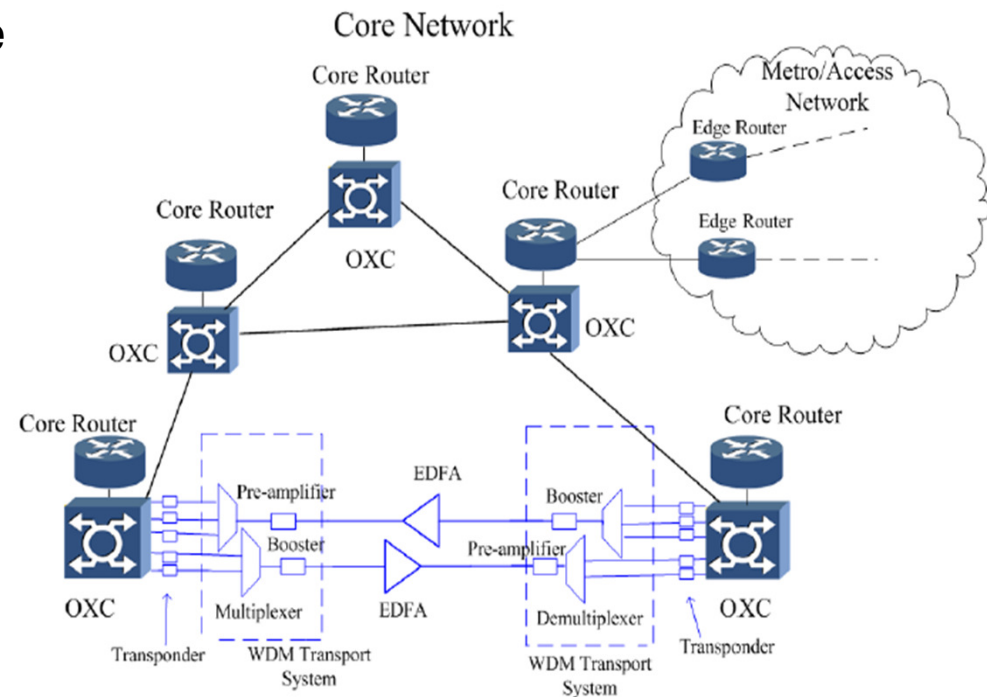 e
Core Network
Core Router
Metro/Access
Network
Edge Router
Core Router
Core Router
Edge Router
OXC
OXC
OXC
Core Router
Core Router
EDFA
Pre-amplifier
Booster
Booster
Pre-amplifier
OXC
Multiplexer
EDFA
Demultiplexer
OXC
Transponder
WDM Transport
System
WDM Transport
System
Transponder